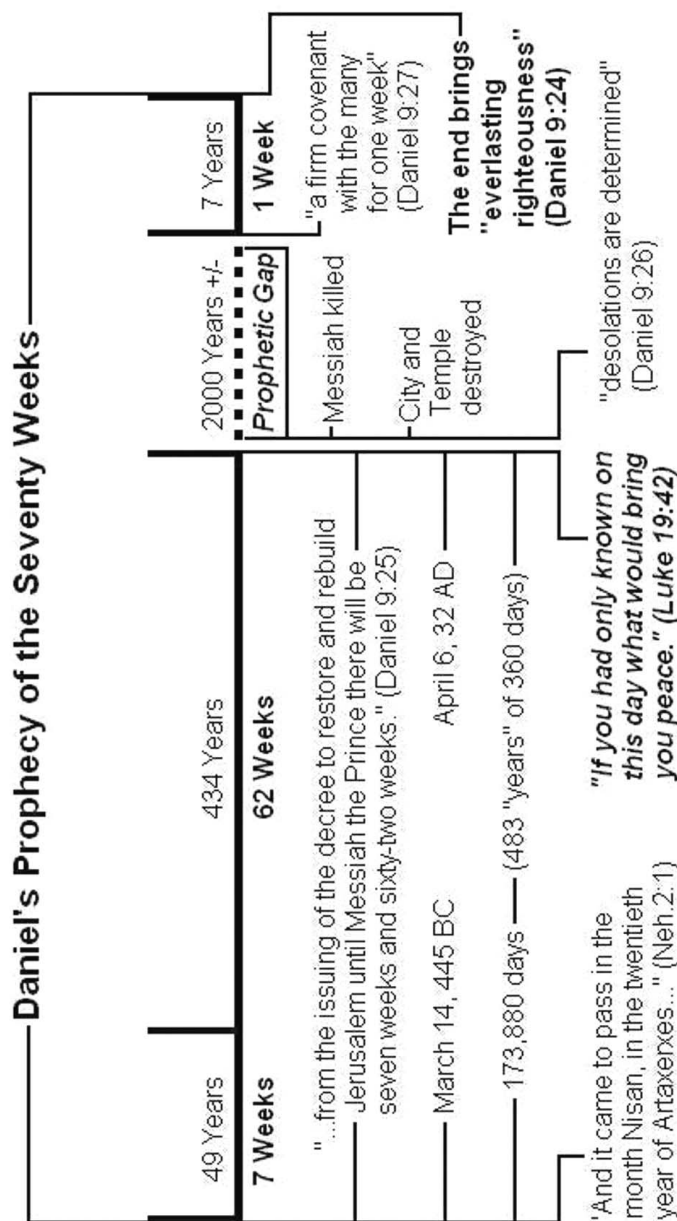 Daniel's Prophecy of the Seventy Weeks
49 Years
434 Years
2000 Years +/-
7 Years
7 Weeks
62 Weeks
Prophetic Gap
1 Week
"...from the issuing of the decree to restore and rebuild
Jerusalem until Messiah the Prince there will be
seven weeks and sixty-two weeks." (Daniel 9:25)
March 14, 445 BC
April 6, 32 AD
173,880 days
(483 "years" of 360 days)
Messiah killed
City and
Temple
destroyed
"a firm covenant
with the many
for one week"
(Daniel 9:27)
The end brings
"everlasting
righteousness"
(Daniel 9:24)
'And it came to pass in the
month Nisan, in the twentieth
year of Artaxerxes..." (Neh.2:1)
"If you had only known on
this day what would bring
you peace." (Luke 19:42)
"desolations are determined"
(Daniel 9:26)